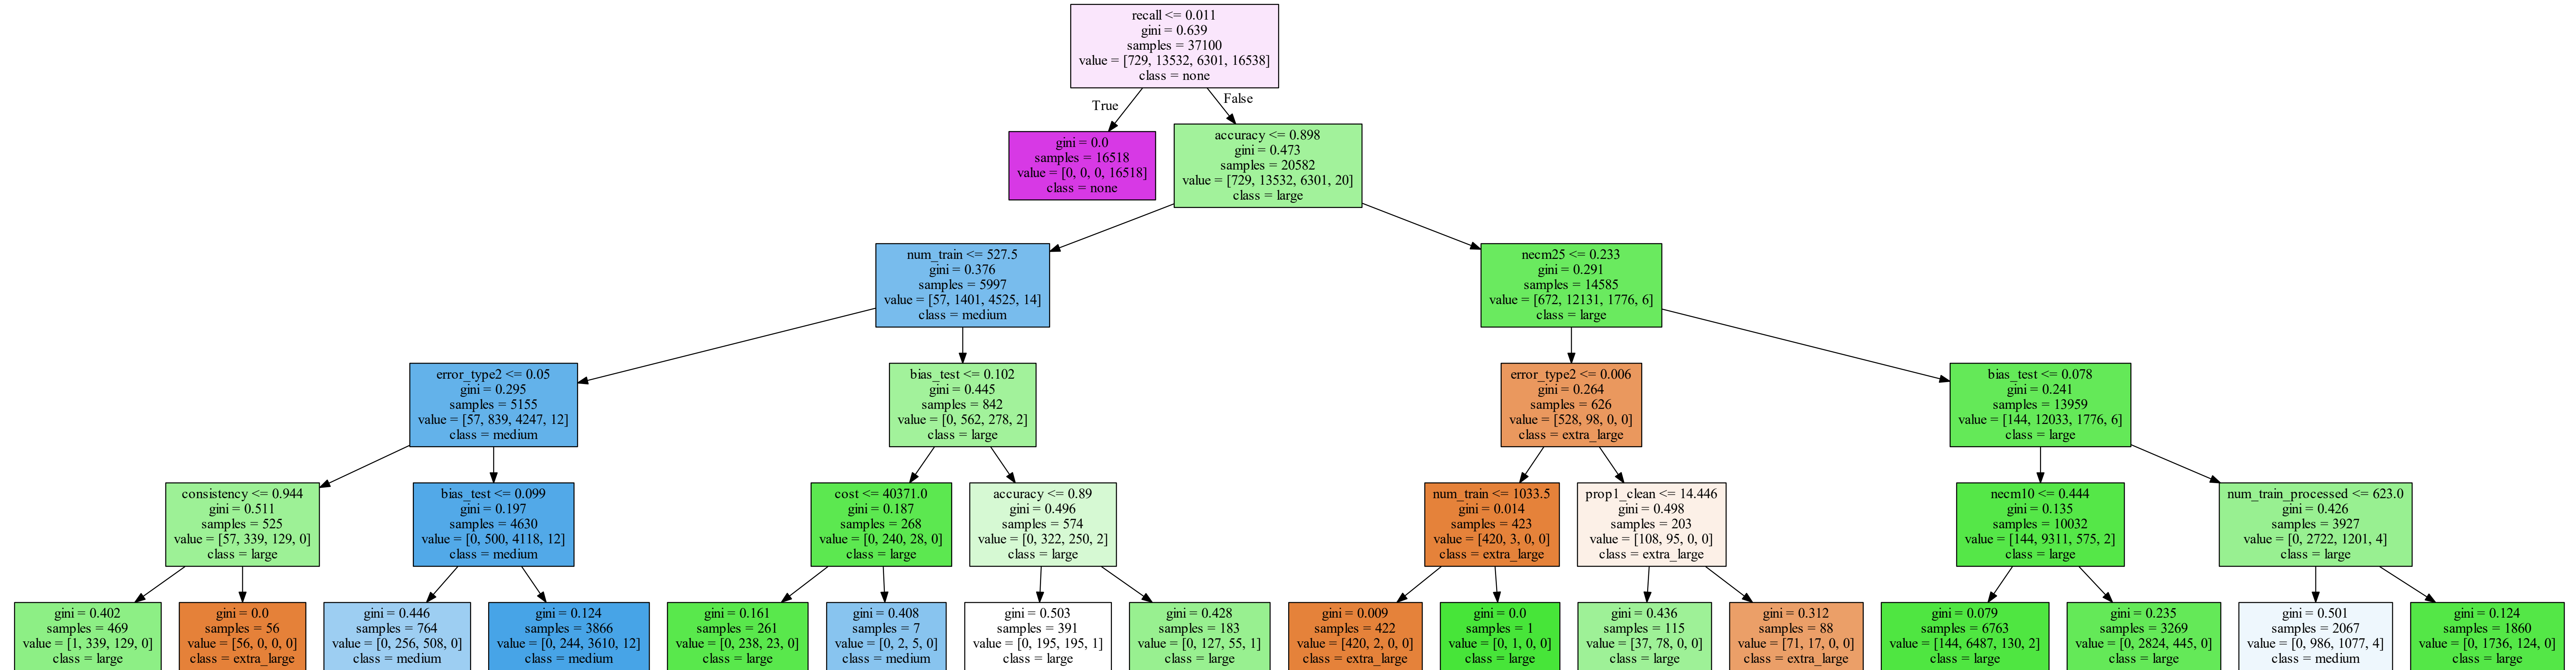 recall <= 0.011
gini = 0.639
samples = 37100
value = [729, 13532, 6301, 16538]
class = none
True
False
gini = 0.0
samples = 16518
value = [0, 0, 0, 16518]
class = none
accuracy <= 0.898
gini = 0.473
samples = 20582
value = [729, 13532, 6301, 20]
class = large
num_train <= 527.5
gini = 0.376
samples = 5997
value = [57, 1401, 4525, 14]
class = medium
necm25 <= 0.233
gini = 0.291
samples = 14585
value = [672, 12131, 1776, 6]
class = large
error_type2 <= 0.05
gini = 0.295
samples = 5155
value = [57, 839, 4247, 12]
class = medium
bias_test <= 0.102
gini = 0.445
samples = 842
value = [0, 562, 278, 2]
class = large
error_type2 <= 0.006
gini = 0.264
samples = 626
value = [528, 98, 0, 0]
class = extra_large
bias_test <= 0.078
gini = 0.241
samples = 13959
value = [144, 12033, 1776, 6]
class = large
consistency <= 0.944
gini = 0.511
samples = 525
value = [57, 339, 129, 0]
class = large
bias_test <= 0.099
gini = 0.197
samples = 4630
value = [0, 500, 4118, 12]
class = medium
cost <= 40371.0
gini = 0.187
samples = 268
value = [0, 240, 28, 0]
class = large
accuracy <= 0.89
gini = 0.496
samples = 574
value = [0, 322, 250, 2]
class = large
num_train <= 1033.5
gini = 0.014
samples = 423
value = [420, 3, 0, 0]
class = extra_large
prop1_clean <= 14.446
gini = 0.498
samples = 203
value = [108, 95, 0, 0]
class = extra_large
necm10 <= 0.444
gini = 0.135
samples = 10032
value = [144, 9311, 575, 2]
class = large
num_train_processed <= 623.0
gini = 0.426
samples = 3927
value = [0, 2722, 1201, 4]
class = large
gini = 0.402
samples = 469
value = [1, 339, 129, 0]
class = large
gini = 0.0
samples = 56
value = [56, 0, 0, 0]
class = extra_large
gini = 0.446
samples = 764
value = [0, 256, 508, 0]
class = medium
gini = 0.124
samples = 3866
value = [0, 244, 3610, 12]
class = medium
gini = 0.161
samples = 261
value = [0, 238, 23, 0]
class = large
gini = 0.408
samples = 7
value = [0, 2, 5, 0]
class = medium
gini = 0.503
samples = 391
value = [0, 195, 195, 1]
class = large
gini = 0.428
samples = 183
value = [0, 127, 55, 1]
class = large
gini = 0.009
samples = 422
value = [420, 2, 0, 0]
class = extra_large
gini = 0.0
samples = 1
value = [0, 1, 0, 0]
class = large
gini = 0.436
samples = 115
value = [37, 78, 0, 0]
class = large
gini = 0.312
samples = 88
value = [71, 17, 0, 0]
class = extra_large
gini = 0.079
samples = 6763
value = [144, 6487, 130, 2]
class = large
gini = 0.235
samples = 3269
value = [0, 2824, 445, 0]
class = large
gini = 0.501
samples = 2067
value = [0, 986, 1077, 4]
class = medium
gini = 0.124
samples = 1860
value = [0, 1736, 124, 0]
class = large